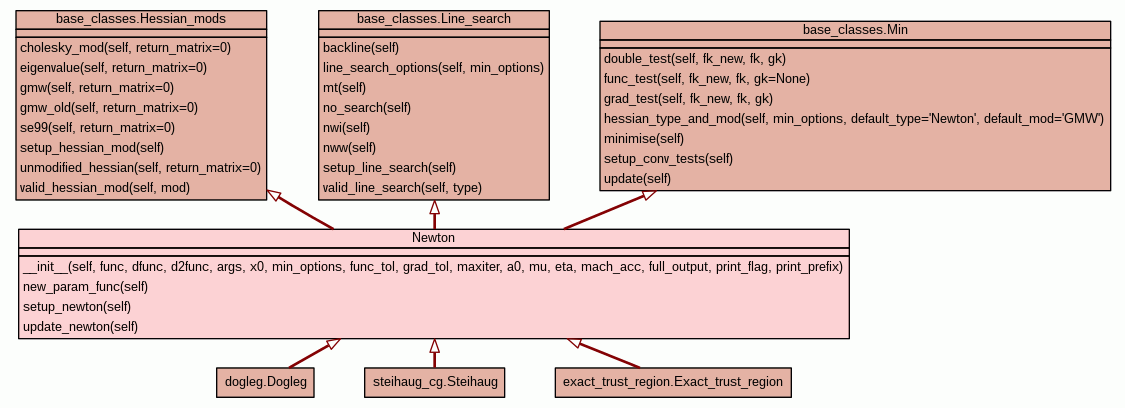 base_classes.Hessian_mods
cholesky_mod(self, return_matrix=0)
eigenvalue(self, return_matrix=0)
gmw(self, return_matrix=0)
gmw_old(self, return_matrix=0)
se99(self, return_matrix=0)
setup_hessian_mod(self)
unmodified_hessian(self, return_matrix=0)
valid_hessian_mod(self, mod)
base_classes.Line_search
backline(self)
line_search_options(self, min_options)
mt(self)
no_search(self)
nwi(self)
nww(self)
setup_line_search(self)
valid_line_search(self, type)
base_classes.Min
double_test(self, fk_new, fk, gk)
func_test(self, fk_new, fk, gk=None)
grad_test(self, fk_new, fk, gk)
hessian_type_and_mod(self, min_options, default_type='Newton', default_mod='GMW')
minimise(self)
setup_conv_tests(self)
update(self)
Newton
__init__(self, func, dfunc, d2func, args, x0, min_options, func_tol, grad_tol, maxiter, a0, mu, eta, mach_acc, full_output, print_flag, print_prefix)
new_param_func(self)
setup_newton(self)
update_newton(self)
dogleg.Dogleg
steihaug_cg.Steihaug
exact_trust_region.Exact_trust_region